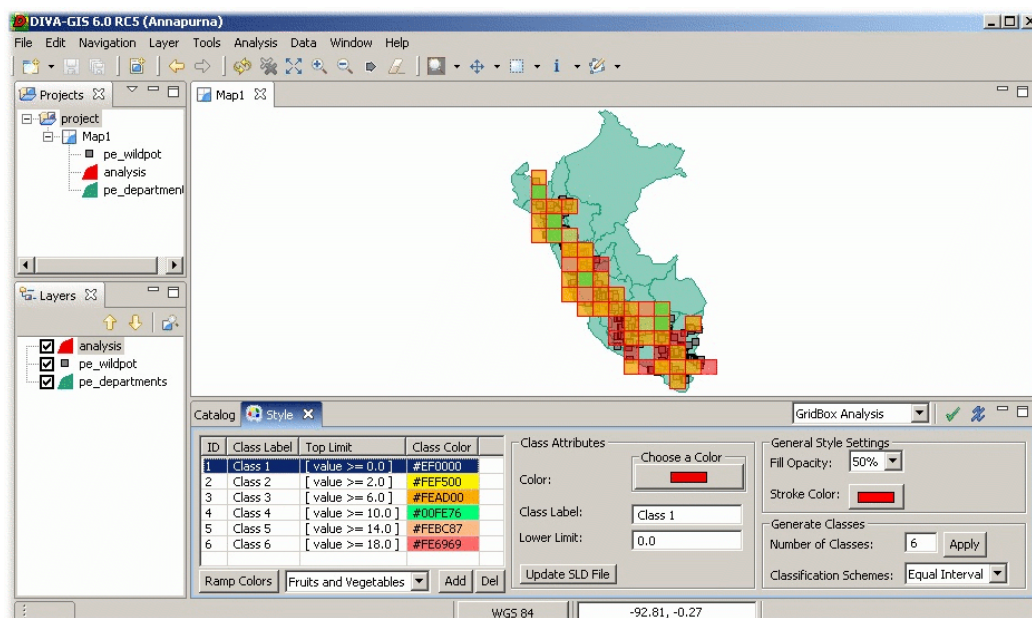 DIVA-GIS 6.0 RC5 (Annapurna)
File Edit Navigation Layer Tools Analysis Data Window Help
Projects
project
Map1
pe_wildpot
analysis
pe_department
Map1
Layers
analysis
pe_wildpot
pe_departments
Catalog Style
GridBox Analysis
ID Class Label Top Limit Class Color
1 Class 1 [ value >= 0.0 ] #EF0000
2 Class 2 [ value >= 2.0 ] #FEF500
3 Class 3 [ value >= 6.0 ] #FEAD00
4 Class 4 [ value >= 10.0 ] #00FE76
5 Class 5 [ value >= 14.0 ] #FEBC87
6 Class 6 [ value >= 18.0 ] #FE6969
Ramp Colors Fruits and Vegetables Add Del
Class Attributes
Choose a Color
Color:
Class Label: Class 1
Lower Limit: 0.0
Update SLD File
General Style Settings
Fill Opacity: 50%
Stroke Color:
Generate Classes
Number of Classes: 6 Apply
Classification Schemes: Equal Interval
WGS 84 -92.81, -0.27